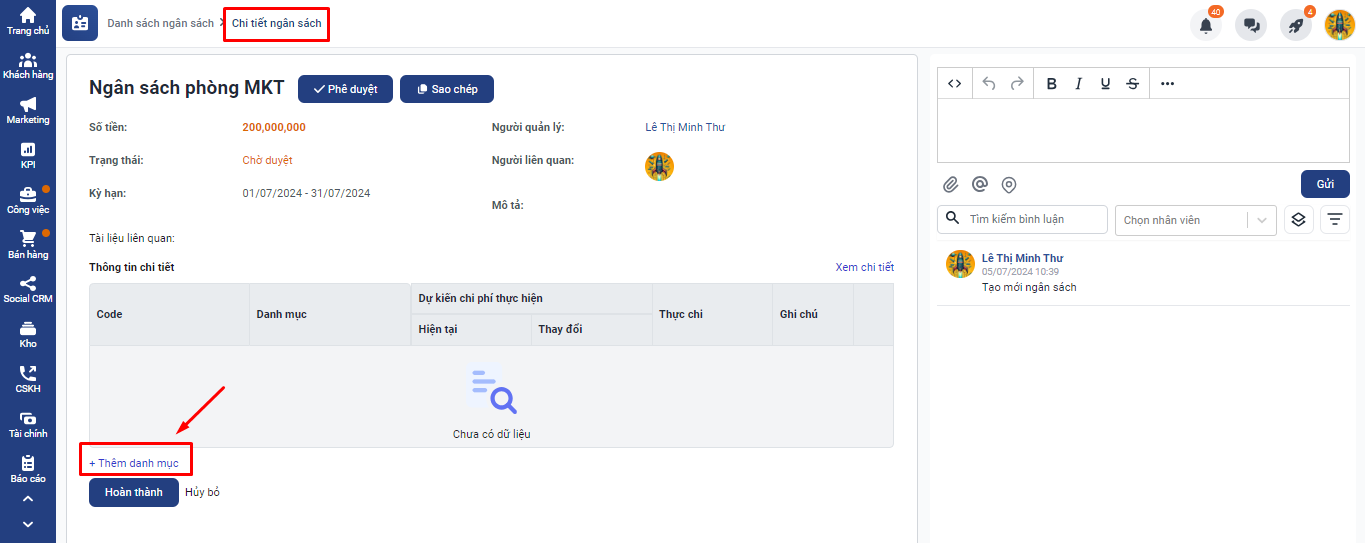 Trang chủ
Khách hàng
Marketing
KPI
Công việc
Bán hàng
Social CRM
Kho
CSKH
Tài chính
Báo cáo
Danh sách ngân sách > Chi tiết ngân sách
40
4
Ngân sách phòng MKT
Phê duyệt
Sao chép
Số tiền: 200,000,000
Người quản lý: Lê Thị Minh Thư
Trạng thái: Chờ duyệt
Người liên quan:
Kỳ hạn: 01/07/2024 - 31/07/2024
Mô tả:
Tài liệu liên quan:
Thông tin chi tiết
Xem chi tiết
Code
Danh mục
Dự kiến chi phí thực hiện
Hiện tại
Thay đổi
Thực chi
Ghi chú
Chưa có dữ liệu
+ Thêm danh mục
Hoàn thành
Hủy bỏ
<> B I U S ...
Gửi
Tìm kiếm bình luận
Chọn nhân viên
Lê Thị Minh Thư
05/07/2024 10:39
Tạo mới ngân sách